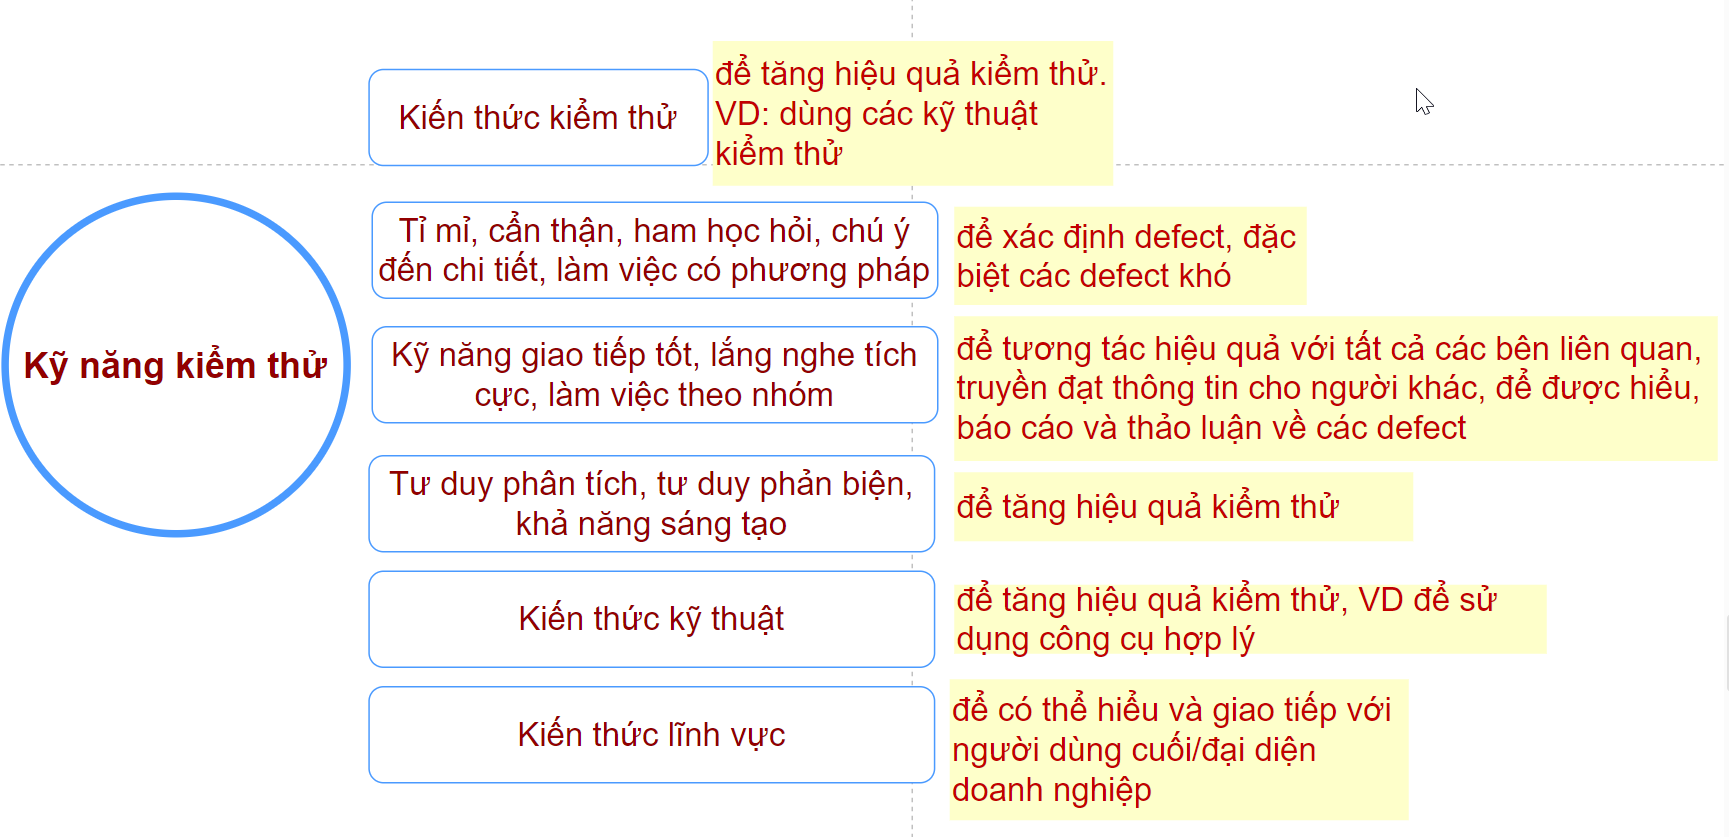 Kiến thức kiểm thử
để tăng hiệu quả kiểm thử.
VD: dùng các kỹ thuật
kiểm thử
Kỹ năng kiểm thử
Tỉ mỉ, cẩn thận, ham học hỏi, chú ý
đến chi tiết, làm việc có phương pháp
để xác định defect, đặc
biệt các defect khó
Kỹ năng giao tiếp tốt, lắng nghe tích
cực, làm việc theo nhóm
để tương tác hiệu quả với tất cả các bên liên quan,
truyền đạt thông tin cho người khác, để được hiểu,
báo cáo và thảo luận về các defect
Tư duy phân tích, tư duy phản biện,
khả năng sáng tạo
để tăng hiệu quả kiểm thử
Kiến thức kỹ thuật
để tăng hiệu quả kiểm thử, VD để sử
dụng công cụ hợp lý
Kiến thức lĩnh vực
để có thể hiểu và giao tiếp với
người dùng cuối/đại diện
doanh nghiệp